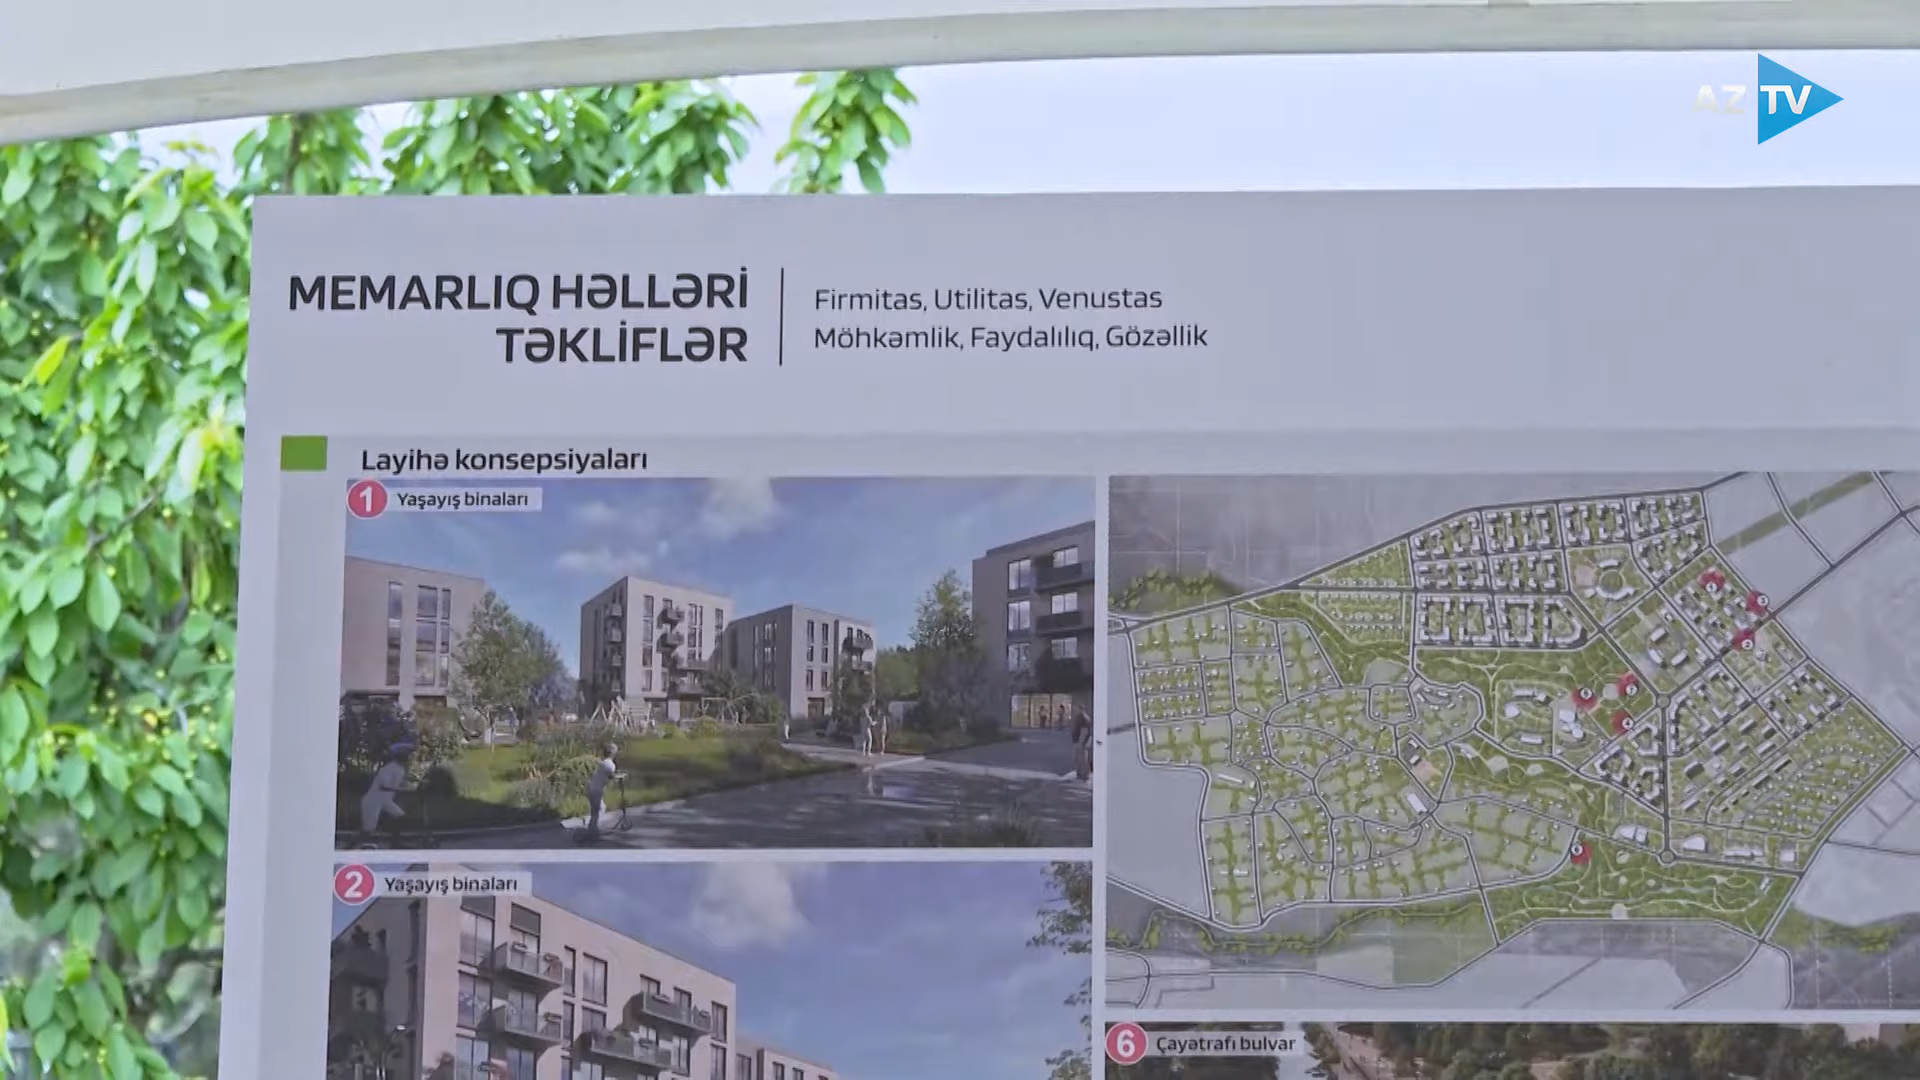 AZ TV
MEMARLIQ HƏLLƏRİ
TƏKLİFLƏR
Firmitas, Utilitas, Venustas
Möhkəmlik, Faydalılıq, Gözəllik
Layihə konsepsiyaları
1 Yaşayış binaları
2 Yaşayış binaları
6 Çayətrafı bulvar